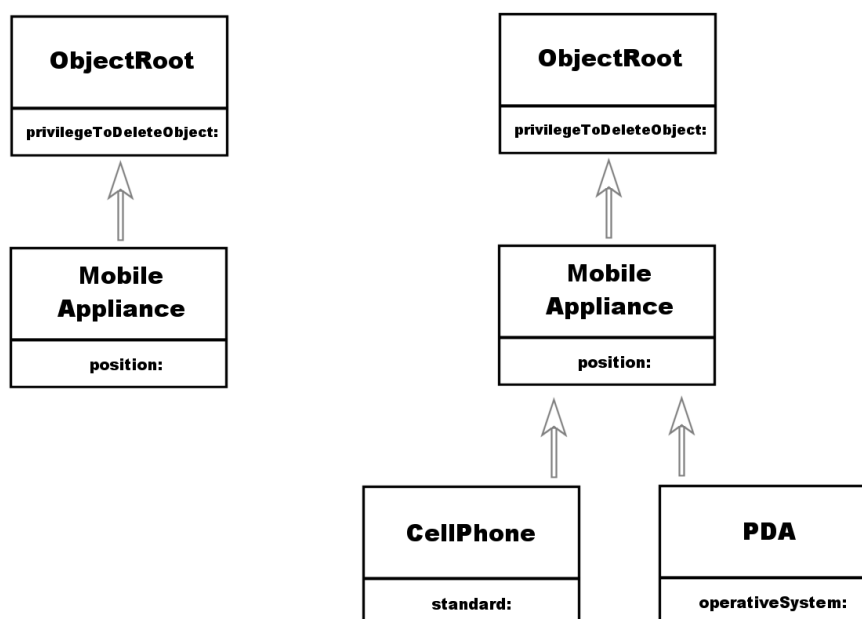 ObjectRoot
privilegeToDeleteObject:
Mobile
Appliance
position:
ObjectRoot
privilegeToDeleteObject:
Mobile
Appliance
position:
CellPhone
standard:
PDA
operativeSystem: